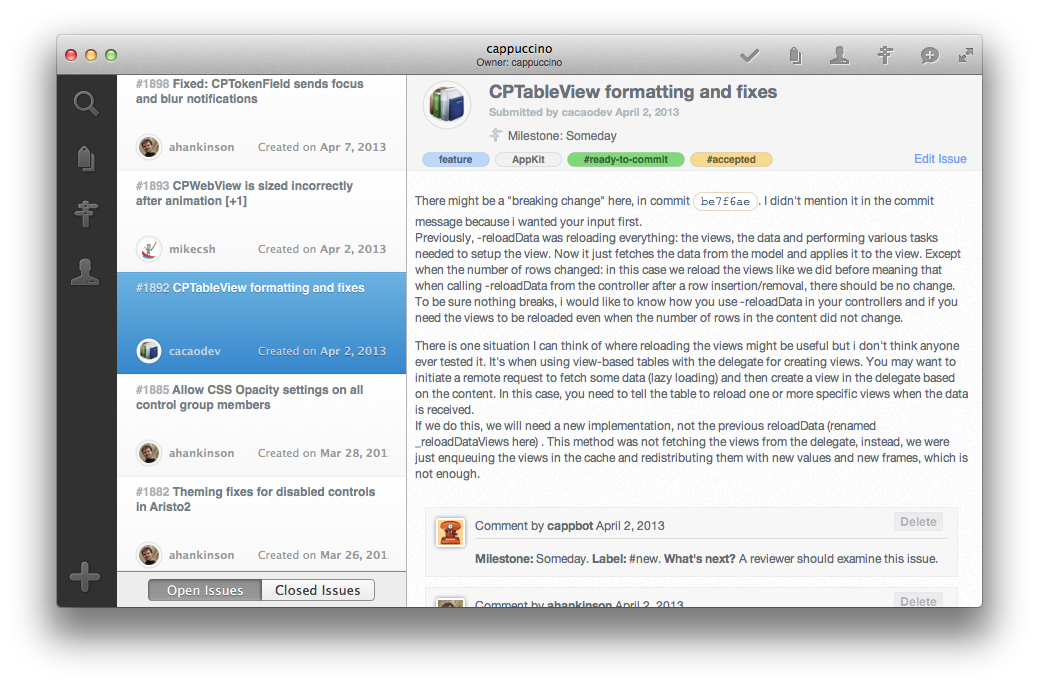 cappuccino
Owner: cappuccino
#1898 Fixed: CPTokenField sends focus
and blur notifications
ahankinson Created on Apr 7, 2013
#1893 CPWebView is sized incorrectly
after animation [+1]
mikecsh Created on Apr 2, 2013
#1892 CPTableView formatting and fixes
cacaodev Created on Apr 2, 2013
#1885 Allow CSS Opacity settings on all
control group members
ahankinson Created on Mar 28, 201
#1882 Theming fixes for disabled controls
in Aristo2
ahankinson Created on Mar 26, 201
Open Issues Closed Issues
CPTableView formatting and fixes
Submitted by cacaodev April 2, 2013
Milestone: Someday
feature AppKit #ready-to-commit #accepted Edit Issue
There might be a "breaking change" here, in commit be7f6ae . I didn't mention it in the commit
message because i wanted your input first.
Previously, -reloadData was reloading everything: the views, the data and performing various tasks
needed to setup the view. Now it just fetches the data from the model and applies it to the view. Except
when the number of rows changed: in this case we reload the views like we did before meaning that
when calling -reloadData from the controller after a row insertion/removal, there should be no change.
To be sure nothing breaks, i would like to know how you use -reloadData in your controllers and if you
need the views to be reloaded even when the number of rows in the content did not change.
There is one situation I can think of where reloading the views might be useful but i don't think anyone
ever tested it. It's when using view-based tables with the delegate for creating views. You may want to
initiate a remote request to fetch some data (lazy loading) and then create a view in the delegate based
on the content. In this case, you need to tell the table to reload one or more specific views when the data
is received.
If we do this, we will need a new implementation, not the previous reloadData (renamed
_reloadDataViews here) . This method was not fetching the views from the delegate, instead, we were
just enqueuing the views in the cache and redistributing them with new values and new frames, which is
not enough.
Comment by cappbot April 2, 2013 Delete
Milestone: Someday. Label: #new. What's next? A reviewer should examine this issue.
Comment by ahankinson April 2, 2013 Delete